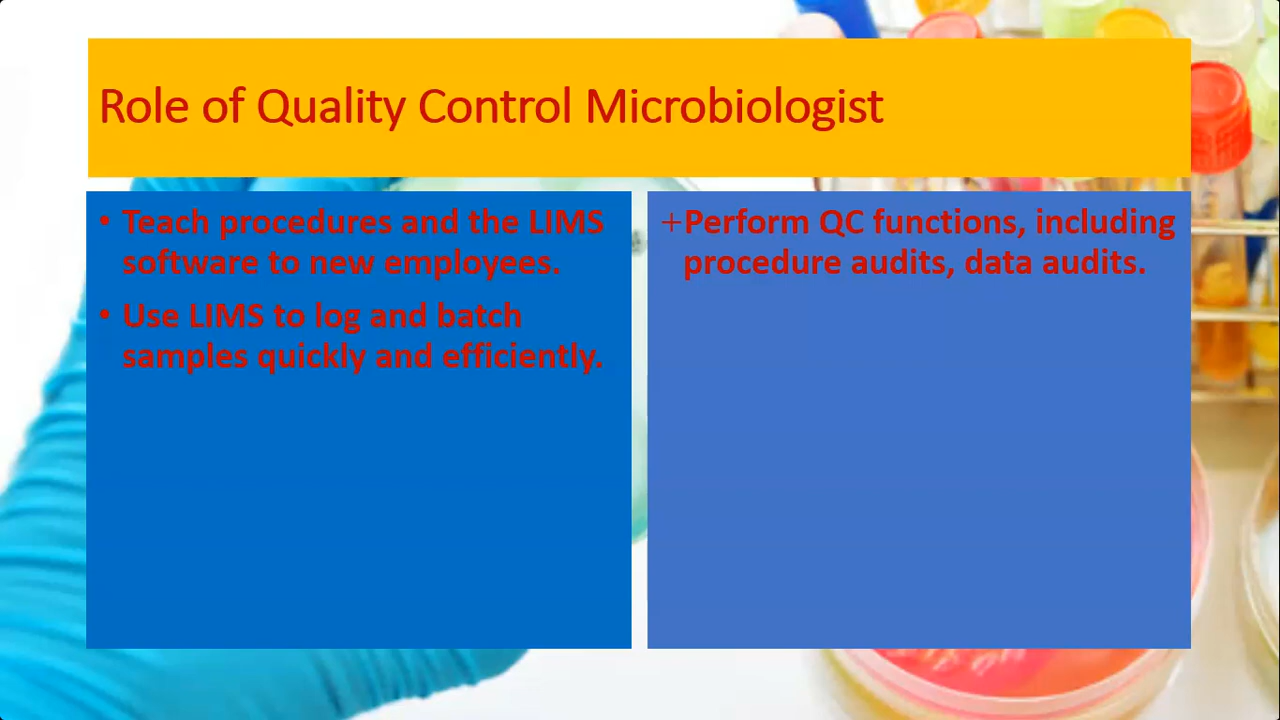 Role of Quality Control Microbiologist
• Teach procedures and the LIMS
software to new employees.
• Use LIMS to log and batch
samples quickly and efficiently.
+Perform QC functions, including
procedure audits, data audits.